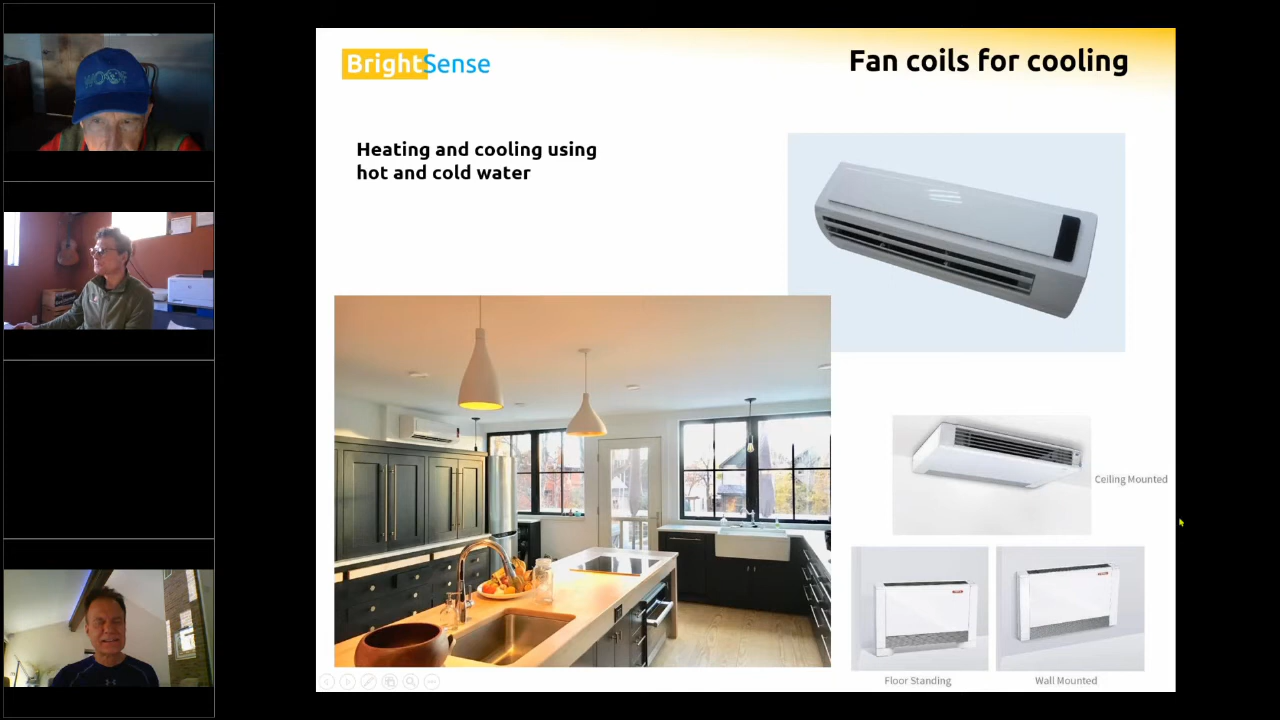 WOOF
BrightSense
Fan coils for cooling
Heating and cooling using
hot and cold water
Ceiling Mounted
Floor Standing
Wall Mounted